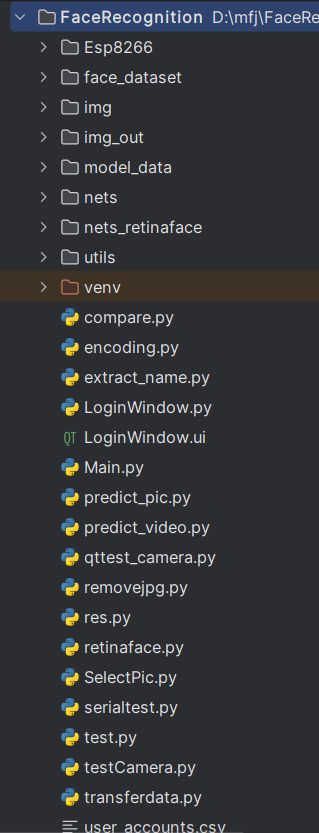 FaceRecognition D:\mfj\FaceRe
Esp8266
face_dataset
img
img_out
model_data
nets
nets_retinaface
utils
venv
compare.py
encoding.py
extract_name.py
LoginWindow.py
QT LoginWindow.ui
Main.py
predict_pic.py
predict_video.py
qttest_camera.py
removejpg.py
res.py
retinaface.py
SelectPic.py
serialtest.py
test.py
testCamera.py
transferdata.py
user_accounts.csv